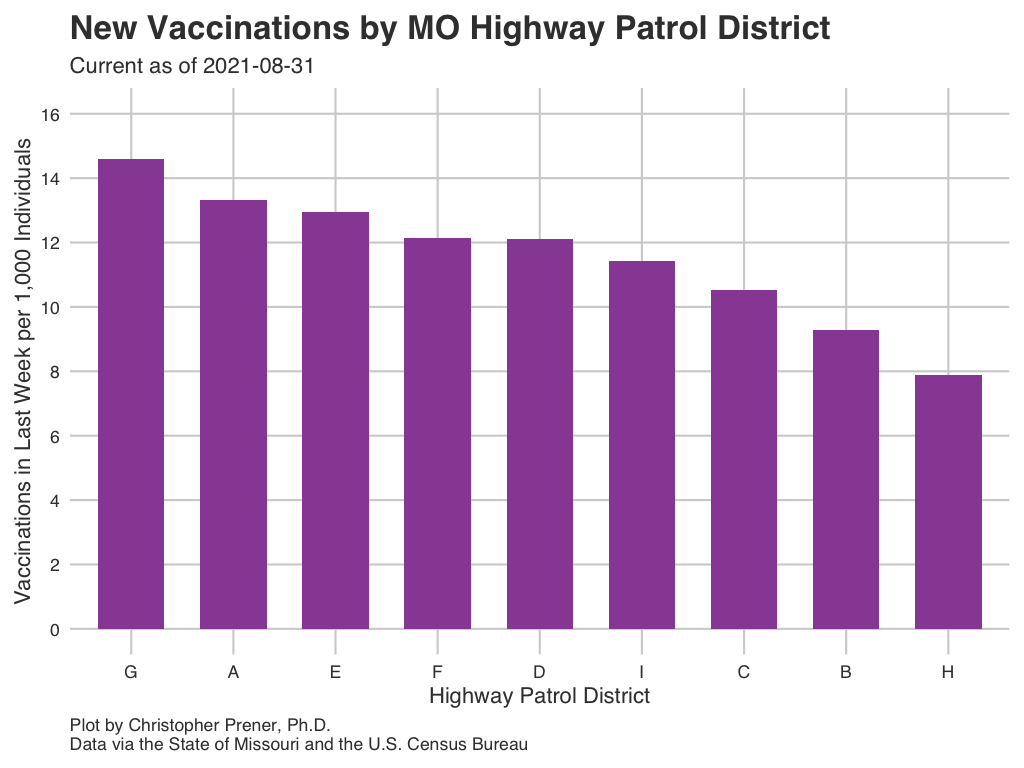 New Vaccinations by MO Highway Patrol District
Current as of 2021-08-31
Vaccinations in Last Week per 1,000 Individuals
16
14
12
10
8
6
4
2
0
G A E F D I C B H
Highway Patrol District
Plot by Christopher Prener, Ph.D.
Data via the State of Missouri and the U.S. Census Bureau